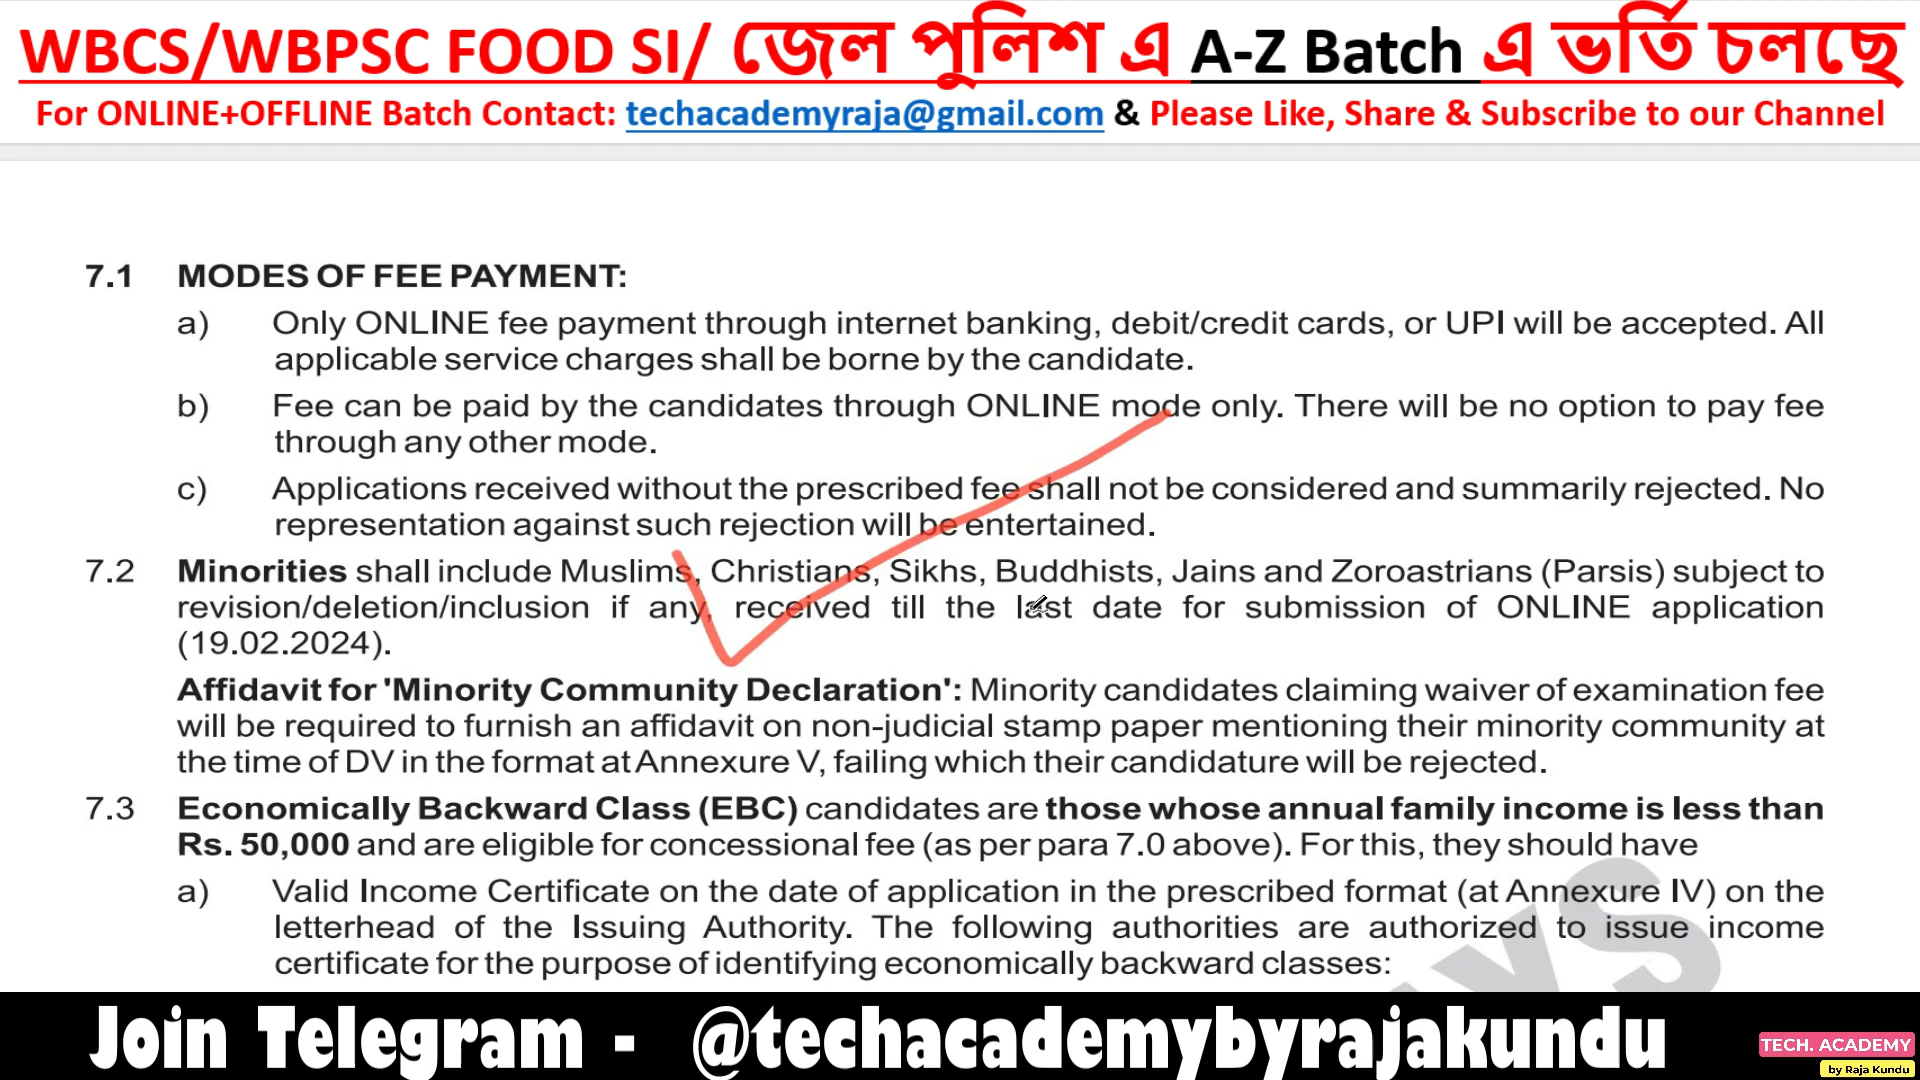 WBCS/WBPSC FOOD SI/ জেল পুলিশ এ A-Z Batch এ ভর্তি চলছে
For ONLINE+OFFLINE Batch Contact: techacademyraja@gmail.com & Please Like, Share & Subscribe to our Channel
7.1 MODES OF FEE PAYMENT:
a) Only ONLINE fee payment through internet banking, debit/credit cards, or UPI will be accepted. All
applicable service charges shall be borne by the candidate.
b) Fee can be paid by the candidates through ONLINE mode only. There will be no option to pay fee
through any other mode.
c) Applications received without the prescribed fee shall not be considered and summarily rejected. No
representation against such rejection will be entertained.
7.2 Minorities shall include Muslims, Christians, Sikhs, Buddhists, Jains and Zoroastrians (Parsis) subject to
revision/deletion/inclusion if any, received till the last date for submission of ONLINE application
(19.02.2024).
Affidavit for 'Minority Community Declaration': Minority candidates claiming waiver of examination fee
will be required to furnish an affidavit on non-judicial stamp paper mentioning their minority community at
the time of DV in the format at Annexure V, failing which their candidature will be rejected.
7.3 Economically Backward Class (EBC) candidates are those whose annual family income is less than
Rs. 50,000 and are eligible for concessional fee (as per para 7.0 above). For this, they should have
a) Valid Income Certificate on the date of application in the prescribed format (at Annexure IV) on the
letterhead of the Issuing Authority. The following authorities are authorized to issue income
certificate for the purpose of identifying economically backward classes:
Join Telegram - @techacademybyrajakundu
TECH. ACADEMY
by Raja Kundu